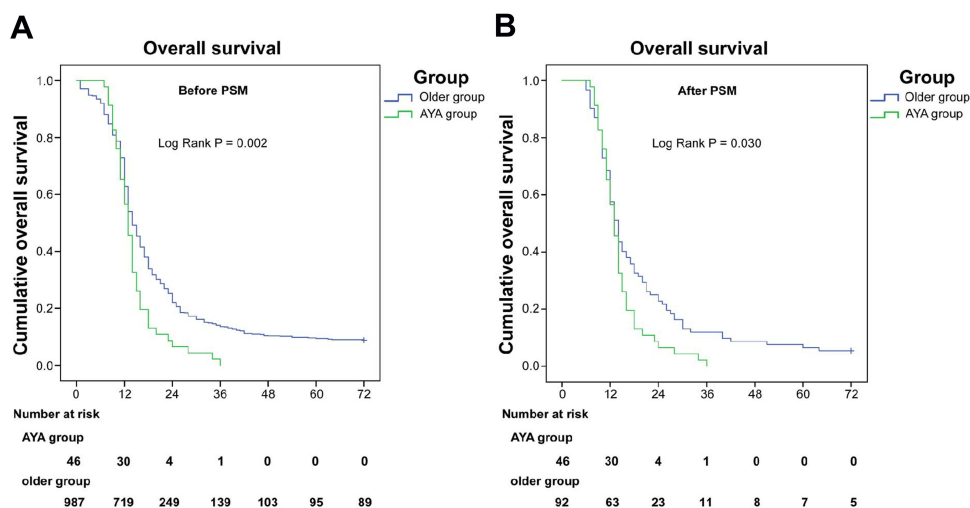 A
Overall survival
Cumulative overall survival
1.0
0.8
0.6
0.4
0.2
0.0
Before PSM
Log Rank P = 0.002
Group
Older group
AYA group
0 12 24 36 48 60 72
Number at risk
AYA group
46 30 4 1 0 0 0
older group
987 719 249 139 103 95 89
B
Overall survival
Cumulative overall survival
1.0
0.8
0.6
0.4
0.2
0.0
After PSM
Log Rank P = 0.030
Group
Older group
AYA group
0 12 24 36 48 60 72
Number at risk
AYA group
46 30 4 1 0 0 0
older group
92 63 23 11 8 7 5